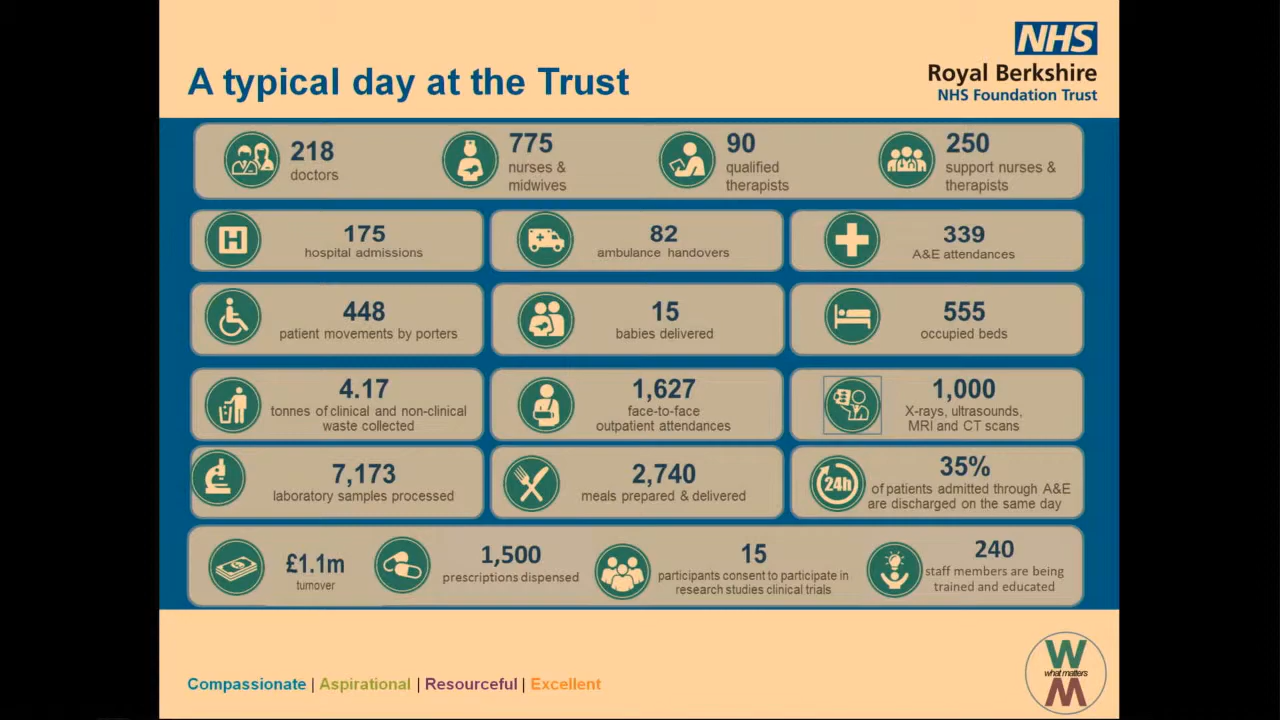 NHS
Royal Berkshire
NHS Foundation Trust
A typical day at the Trust
218
doctors
775
nurses &
midwives
90
qualified
therapists
250
support nurses &
therapists
H
175
hospital admissions
82
ambulance handovers
339
A&E attendances
448
patient movements by porters
15
babies delivered
555
occupied beds
4.17
tonnes of clinical and non-clinical
waste collected
1,627
face-to-face
outpatient attendances
1,000
X-rays, ultrasounds,
MRI and CT scans
7,173
laboratory samples processed
2,740
meals prepared & delivered
24h
35%
of patients admitted through A&E
are discharged on the same day
£1.1m
turnover
1,500
prescriptions dispensed
15
participants consent to participate in
research studies clinical trials
240
staff members are being
trained and educated
Compassionate | Aspirational | Resourceful | Excellent
W
what matters
M